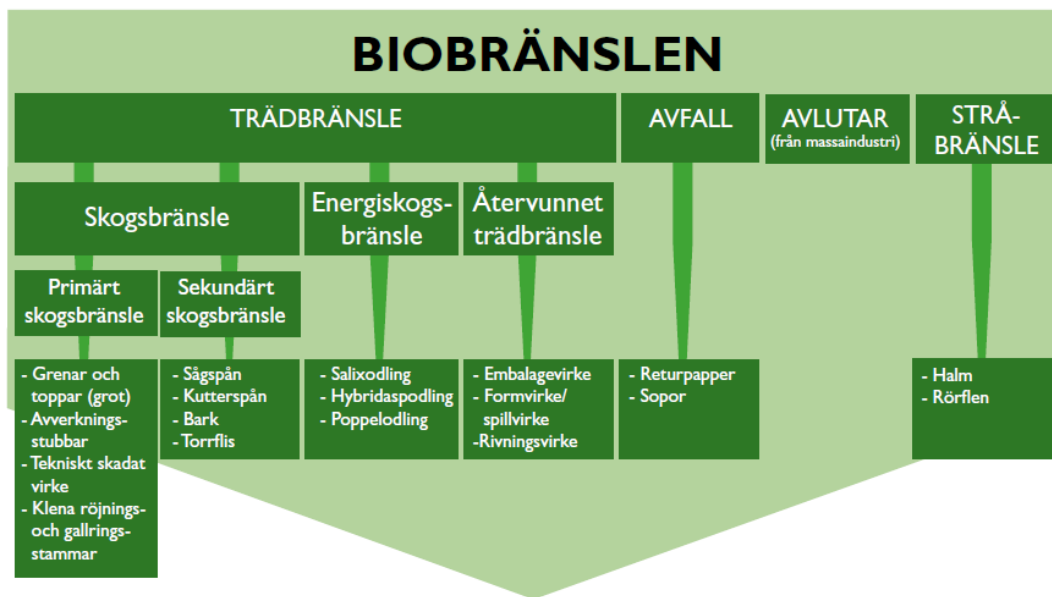 BIOBRÄNSLEN
TRÄDBRÄNSLE
AVFALL
AVLUTAR
(från massaindustri)
STRÅ-
BRÄNSLE
Skogsbränsle
Energiskogs-
bränsle
Återvunnet
trädbränsle
Primärt
skogsbränsle
Sekundärt
skogsbränsle
- Grenar och
toppar (grot)
- Avverknings-
stubbar
- Tekniskt skadat
virke
- Klena röjnings-
och gallrings-
stammar
- Sågspån
- Kutterspån
- Bark
- Torrflis
- Salixodling
- Hybridaspodling
- Poppelodling
- Embalagevirke
- Formvirke/
spillvirke
-Rivningsvirke
- Returpapper
- Sopor
- Halm
- Rörflen